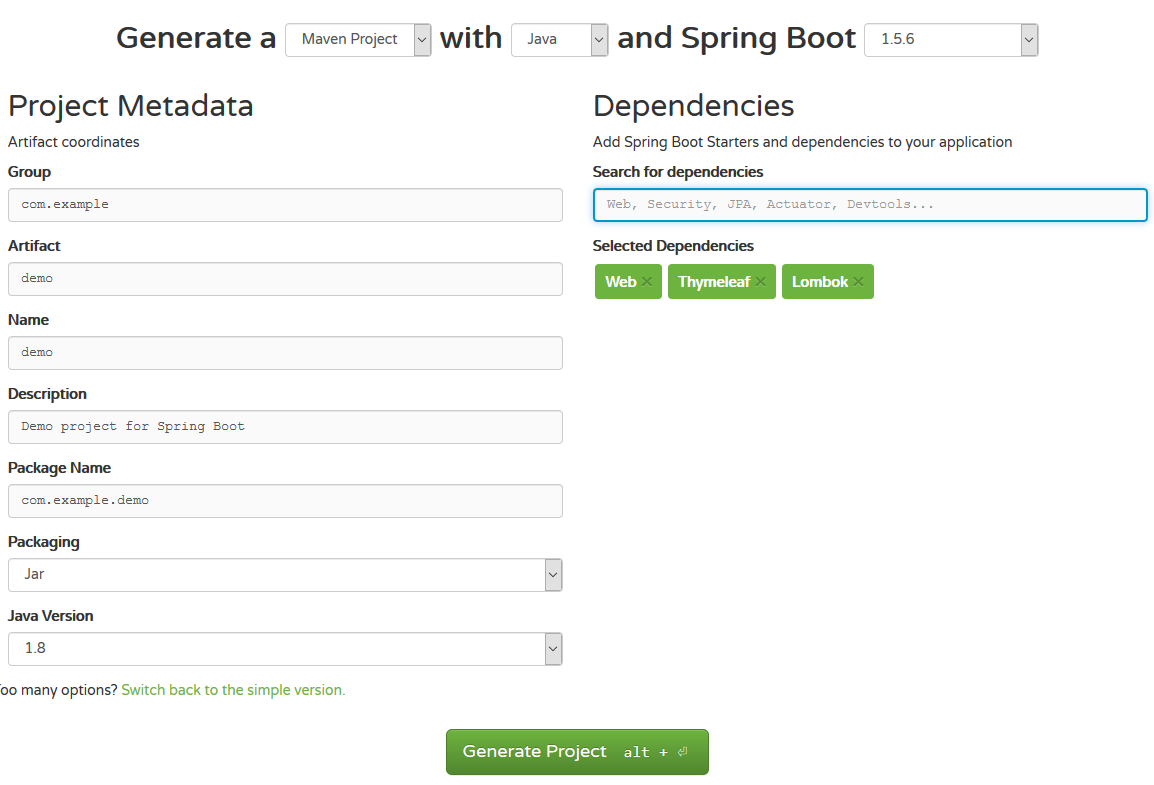 Generate a Maven Project with Java and Spring Boot 1.5.6
Project Metadata
Artifact coordinates
Group
com.example
Artifact
demo
Name
demo
Description
Demo project for Spring Boot
Package Name
com.example.demo
Packaging
Jar
Java Version
1.8
oo many options? Switch back to the simple version.
Dependencies
Add Spring Boot Starters and dependencies to your application
Search for dependencies
Web, Security, JPA, Actuator, Devtools...
Selected Dependencies
Web × Thymeleaf × Lombok ×
Generate Project alt + ⏎